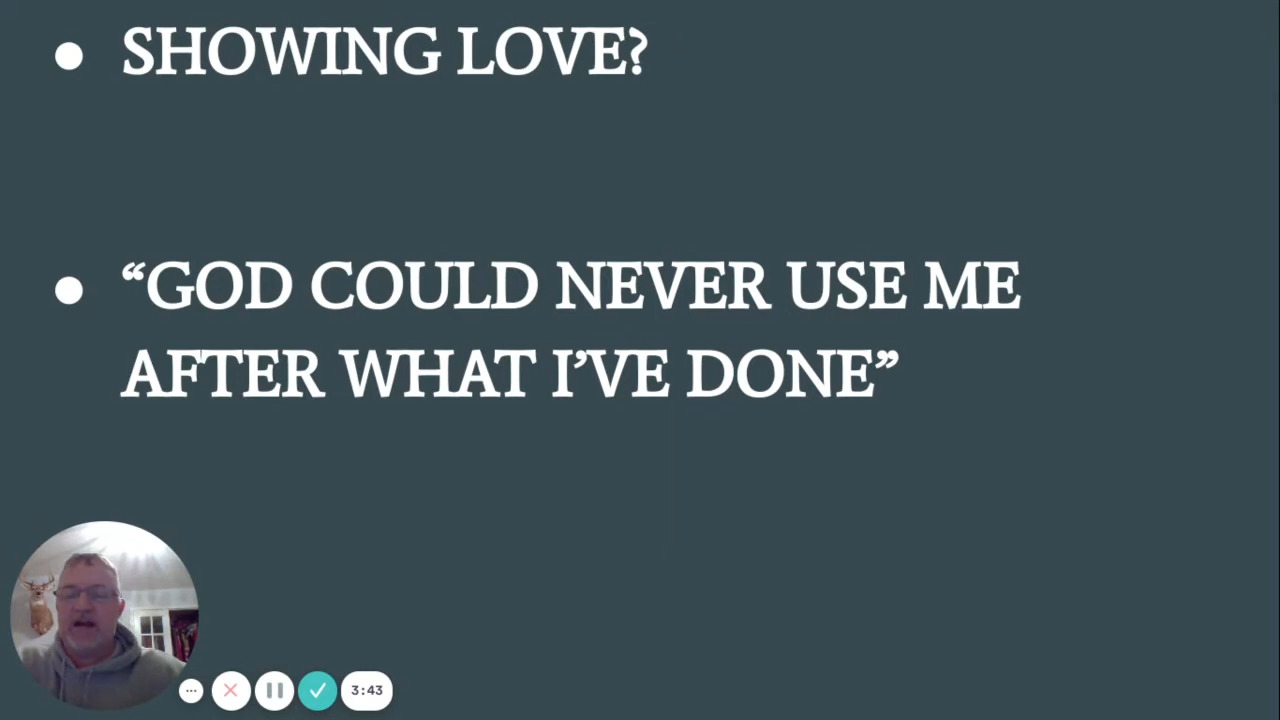 ● SHOWING LOVE?
● “GOD COULD NEVER USE ME
AFTER WHAT I’VE DONE”
3:43